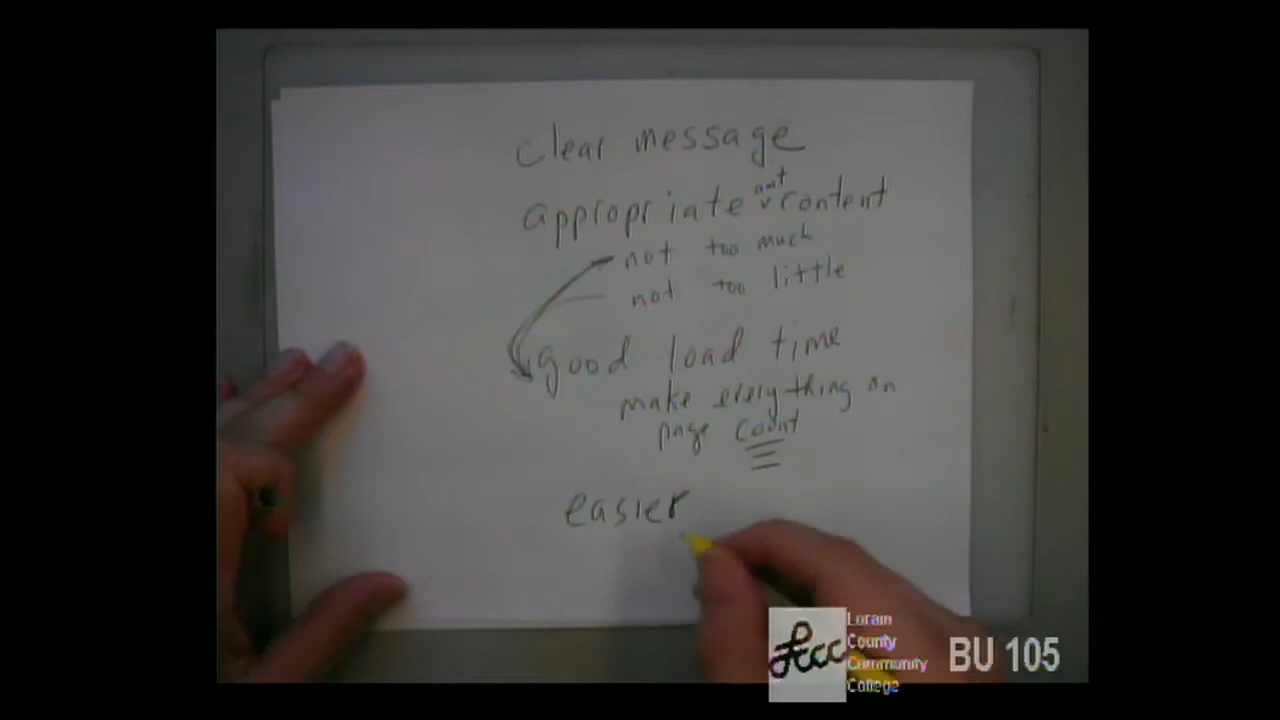 clear message
appropriate amt content
not too much
not too little
good load time
make everything on
page count
easier
Lorain
County
Community
College
lccc
BU 105